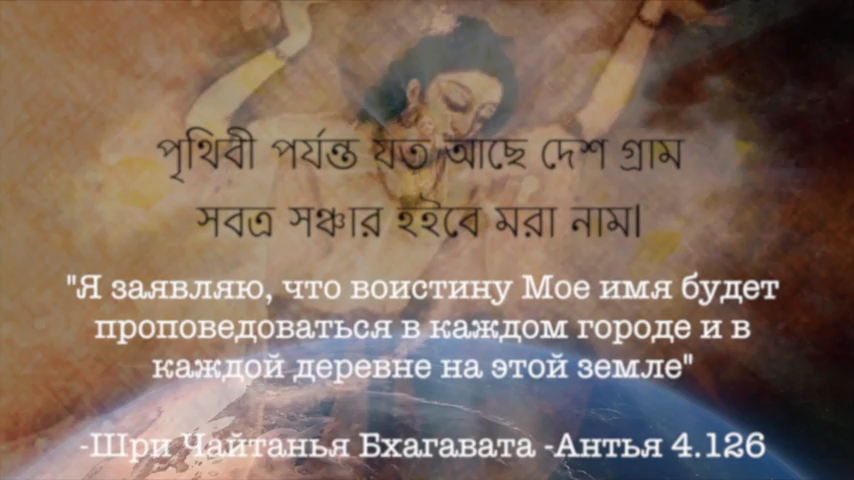 পৃথিবী পর্যন্ত যত আছে দেশ গ্রাম
সবত্র সঞ্চার হইবে মরা নাম৷
"Я заявляю, что воистину Мое имя будет
проповедоваться в каждом городе и в
каждой деревне на этой земле"
-Шри Чайтанья Бхагавата -Антья 4.126